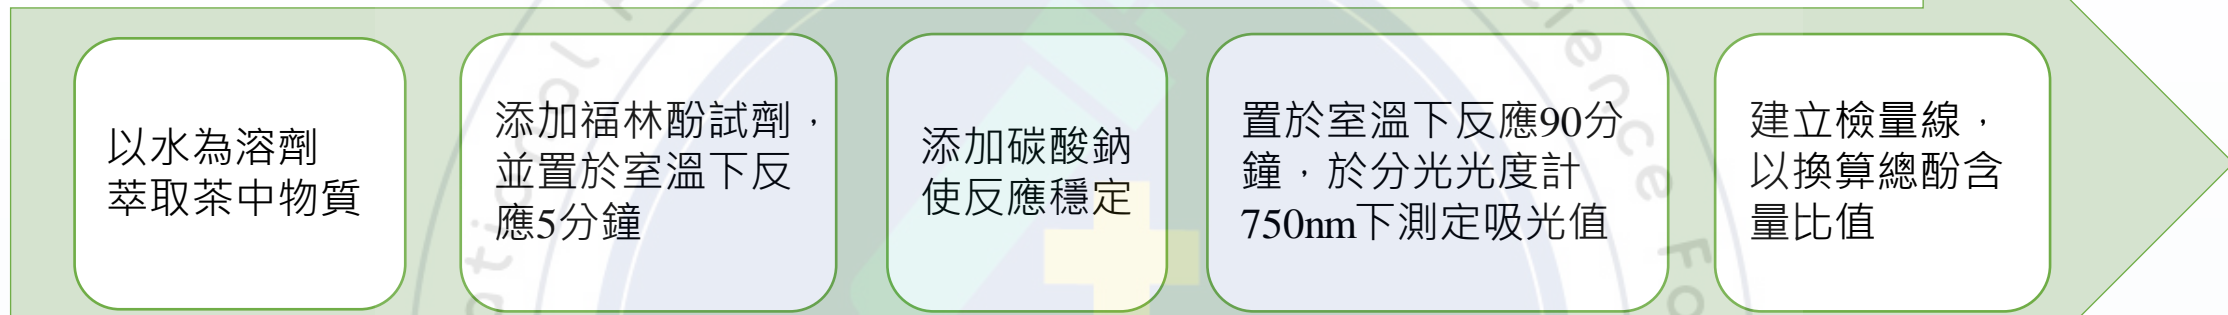 以水為溶劑
萃取茶中物質
添加福林酚試劑，
並置於室溫下反
應5分鐘
添加碳酸鈉
使反應穩定
置於室溫下反應90分
鐘，於分光光度計
750nm下測定吸光值
建立檢量線，
以換算總酚含
量比值